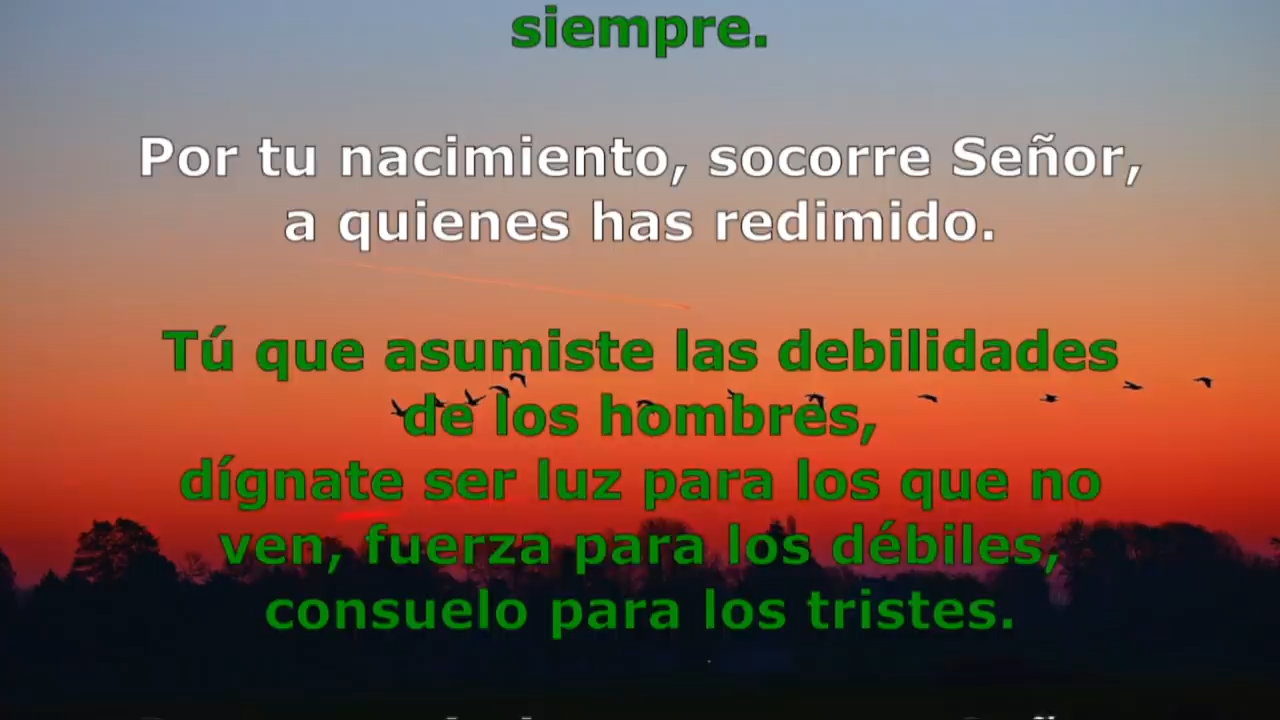 siempre.
Por tu nacimiento, socorre Señor,
a quienes has redimido.
Tú que asumiste las debilidades
de los hombres,
dígnate ser luz para los que no
ven, fuerza para los débiles,
consuelo para los tristes.